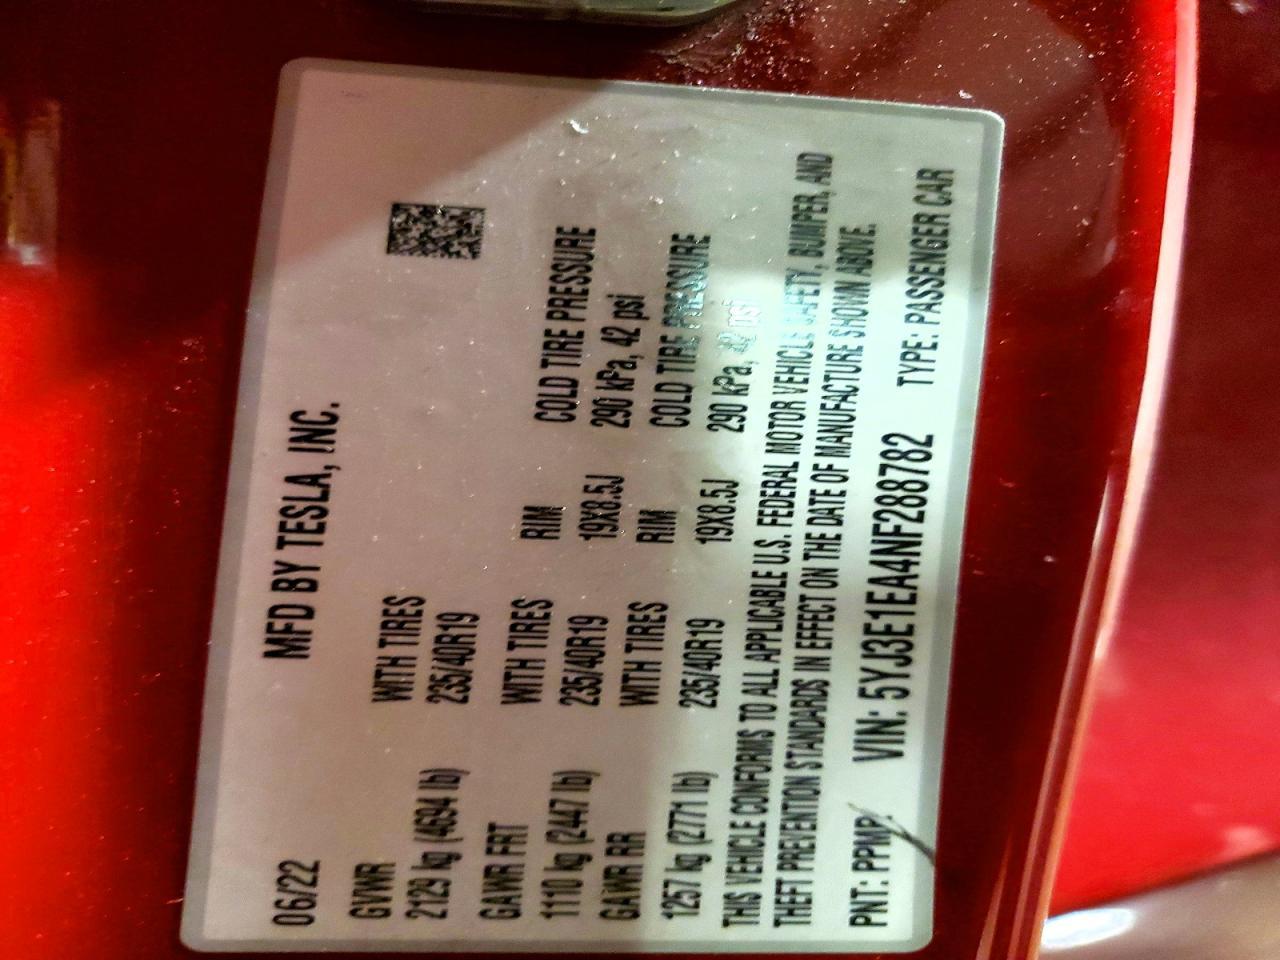 06/22 MFD BY TESLA, INC.
GVWR WITH TIRES
2129 kg (4694 lb) 235/40R19
GAWR FRT WITH TIRES RIM COLD TIRE PRESSURE
1110 kg (2447 lb) 235/40R19 19X8.5J 290 kPa, 42 psi
GAWR RR WITH TIRES RIM COLD TIRE PRESSURE
1257 kg (2771 lb) 235/40R19 19X8.5J 290 kPa, 42 psi
THIS VEHICLE CONFORMS TO ALL APPLICABLE U.S. FEDERAL MOTOR VEHICLE SAFETY, BUMPER, AND
THEFT PREVENTION STANDARDS IN EFFECT ON THE DATE OF MANUFACTURE SHOWN ABOVE.
PNT: PPMR VIN: 5YJ3E1EA4NF288782 TYPE: PASSENGER CAR